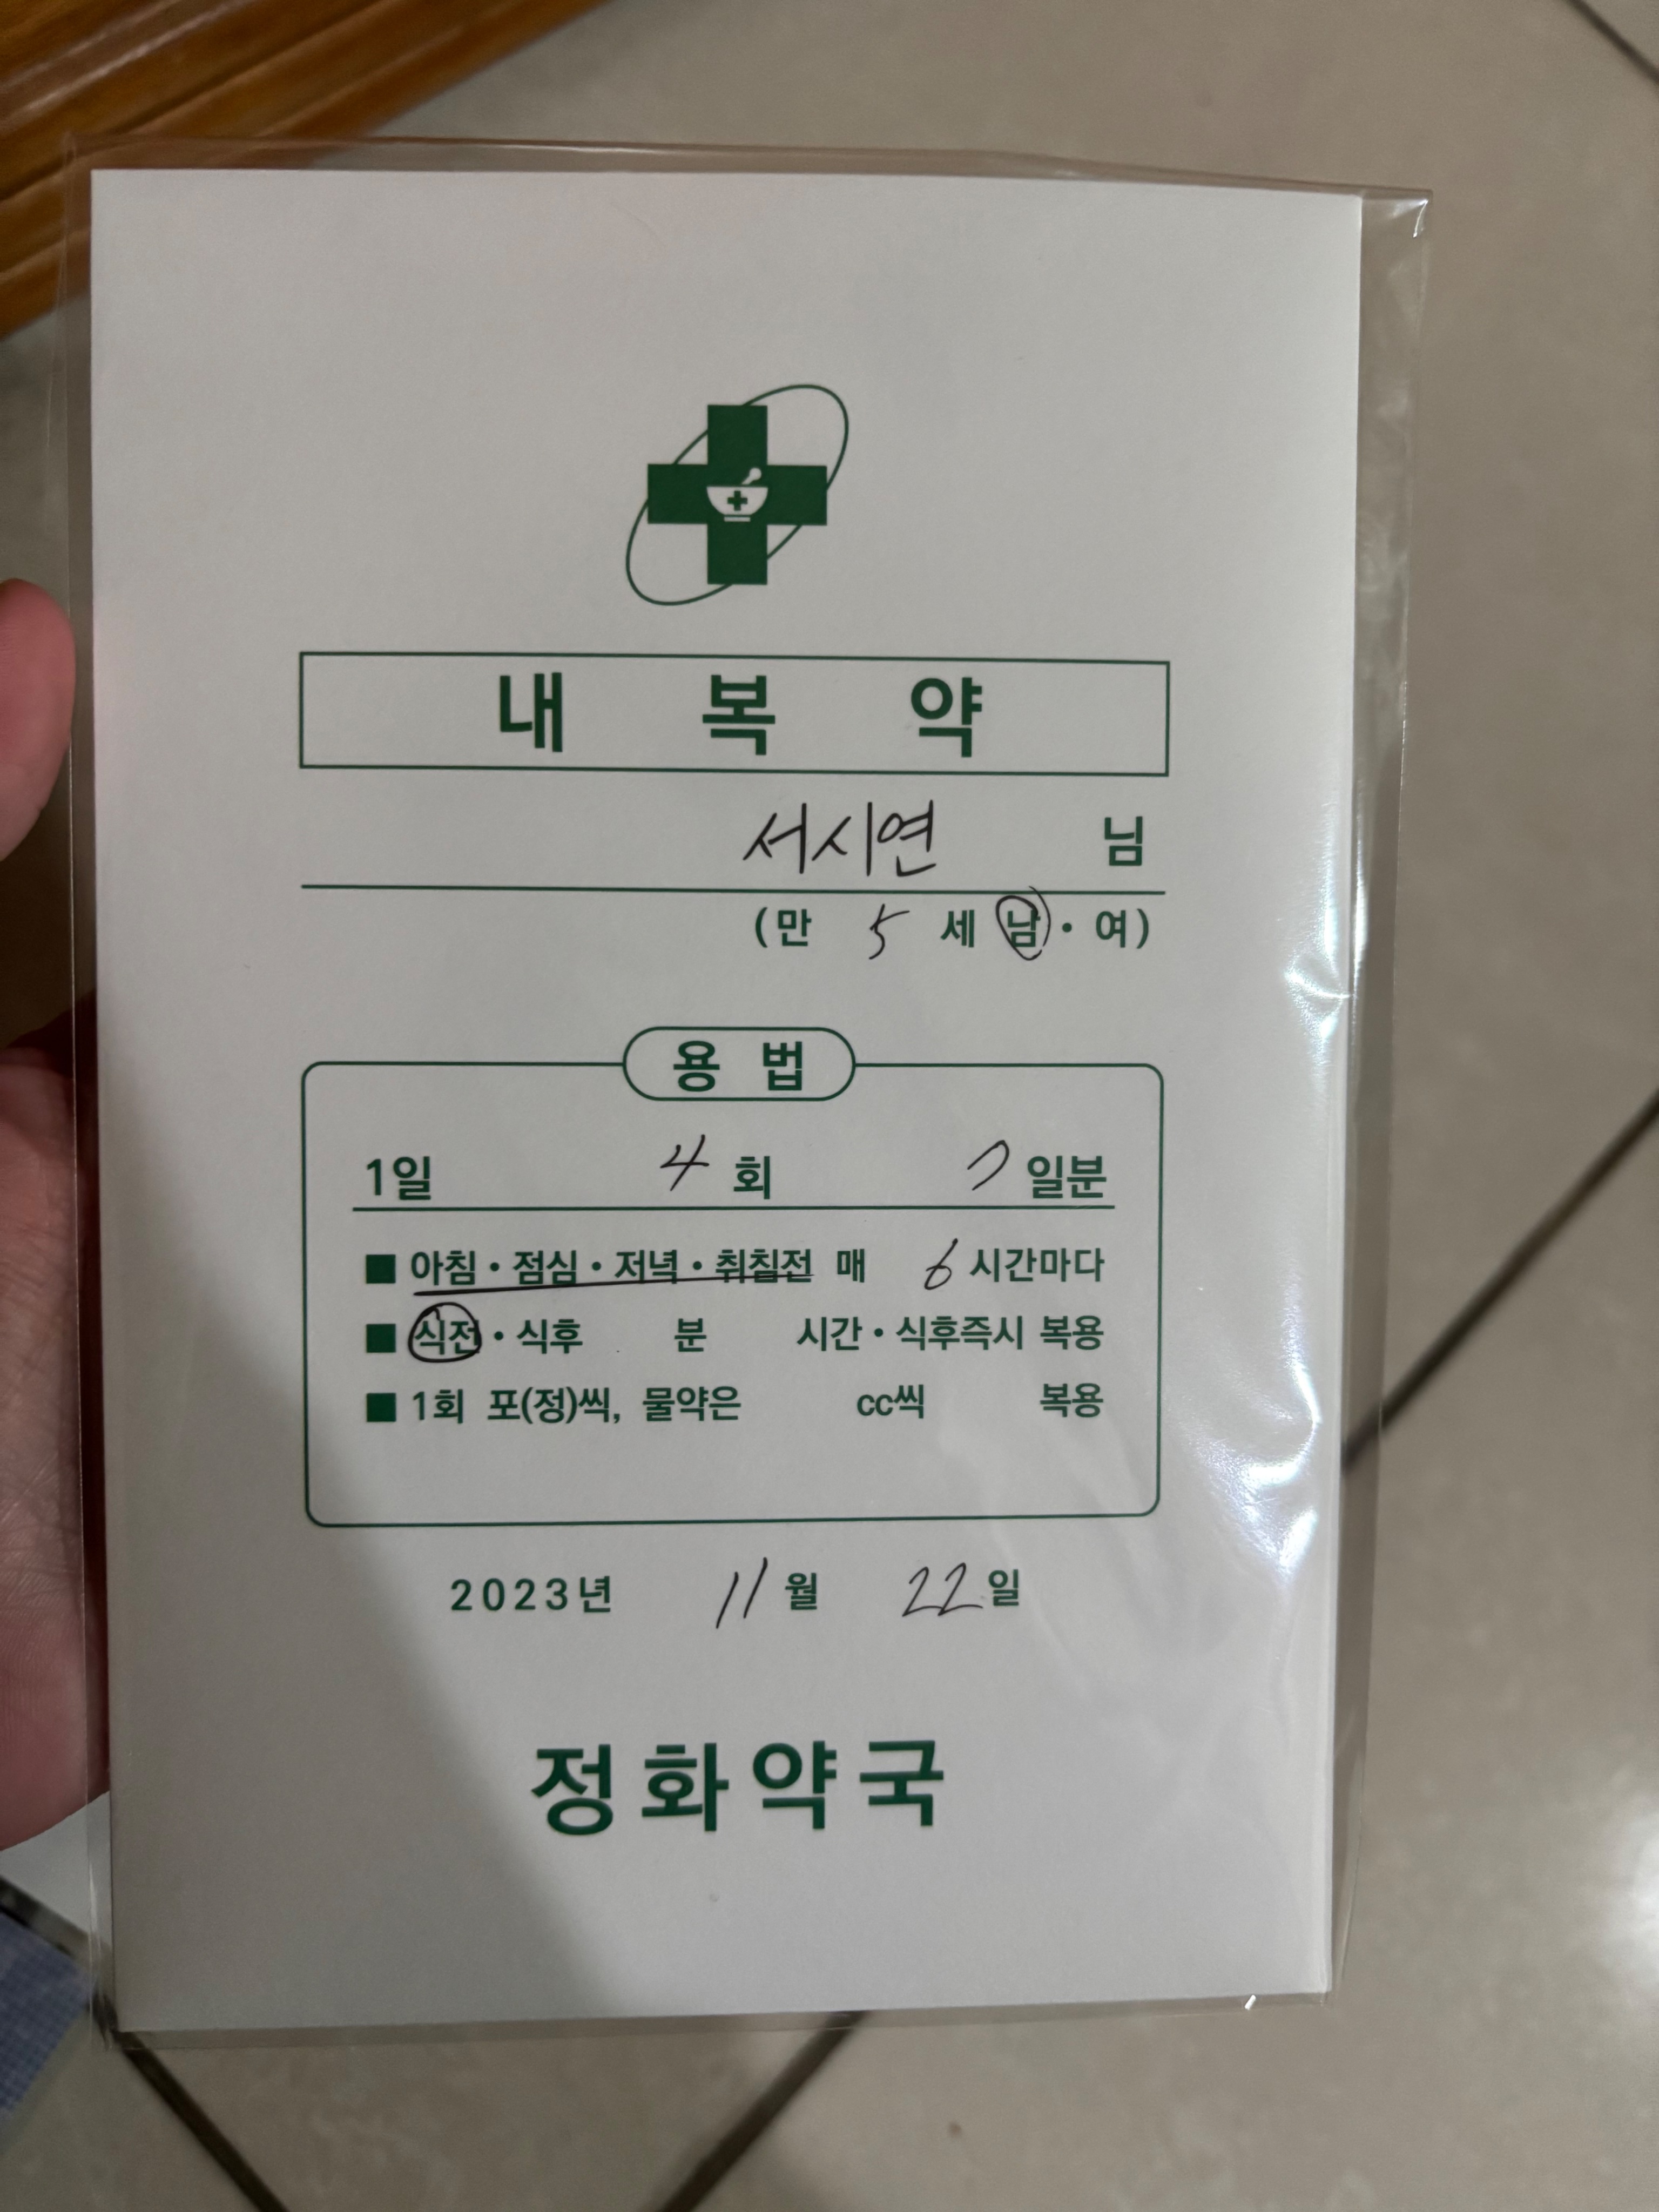 내 복 약
서시연 님
(만 5 세 남 · 여)
용 법
1일 4 회 7 일분
■ 아침 · 점심 · 저녁 · 취침전 매 6 시간마다
■ 식전 · 식후 분 시간 · 식후즉시 복용
■ 1회 포(정)씩, 물약은 cc씩 복용
2023년 11 월 22 일
정화약국